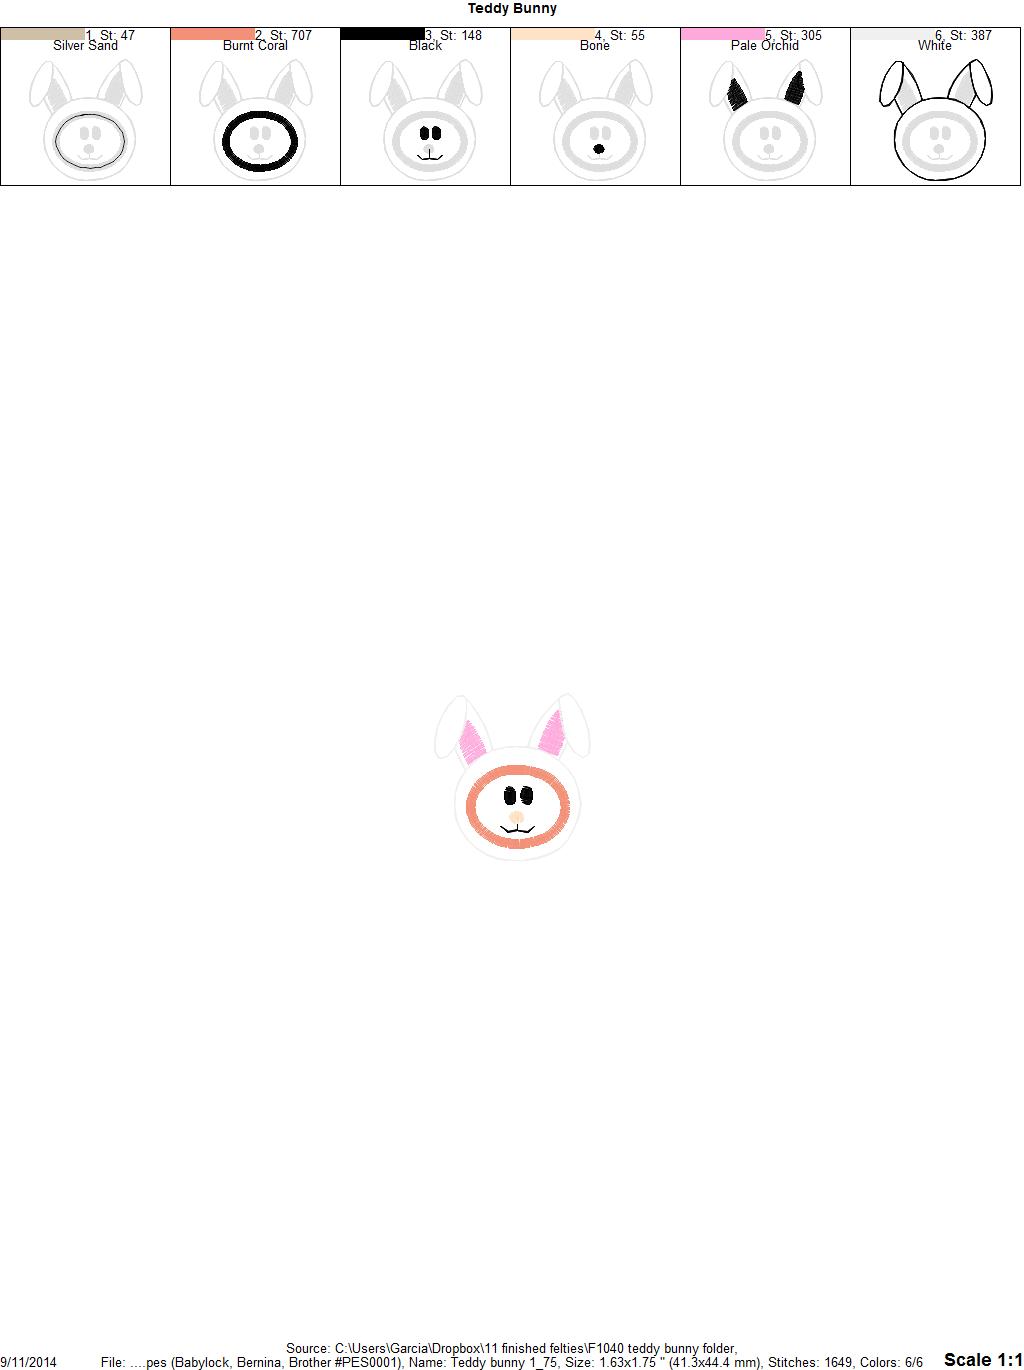 Teddy Bunny
1, St: 47
Silver Sand
2, St: 707
Burnt Coral
3, St: 148
Black
4, St: 55
Bone
5, St: 305
Pale Orchid
6, St: 387
White
Source: C:\Users\Garcia\Dropbox\11 finished felties\F1040 teddy bunny folder,
9/11/2014 File: ....pes (Babylock, Bernina, Brother #PES0001), Name: Teddy bunny 1_75, Size: 1.63x1.75 " (41.3x44.4 mm), Stitches: 1649, Colors: 6/6 Scale 1:1